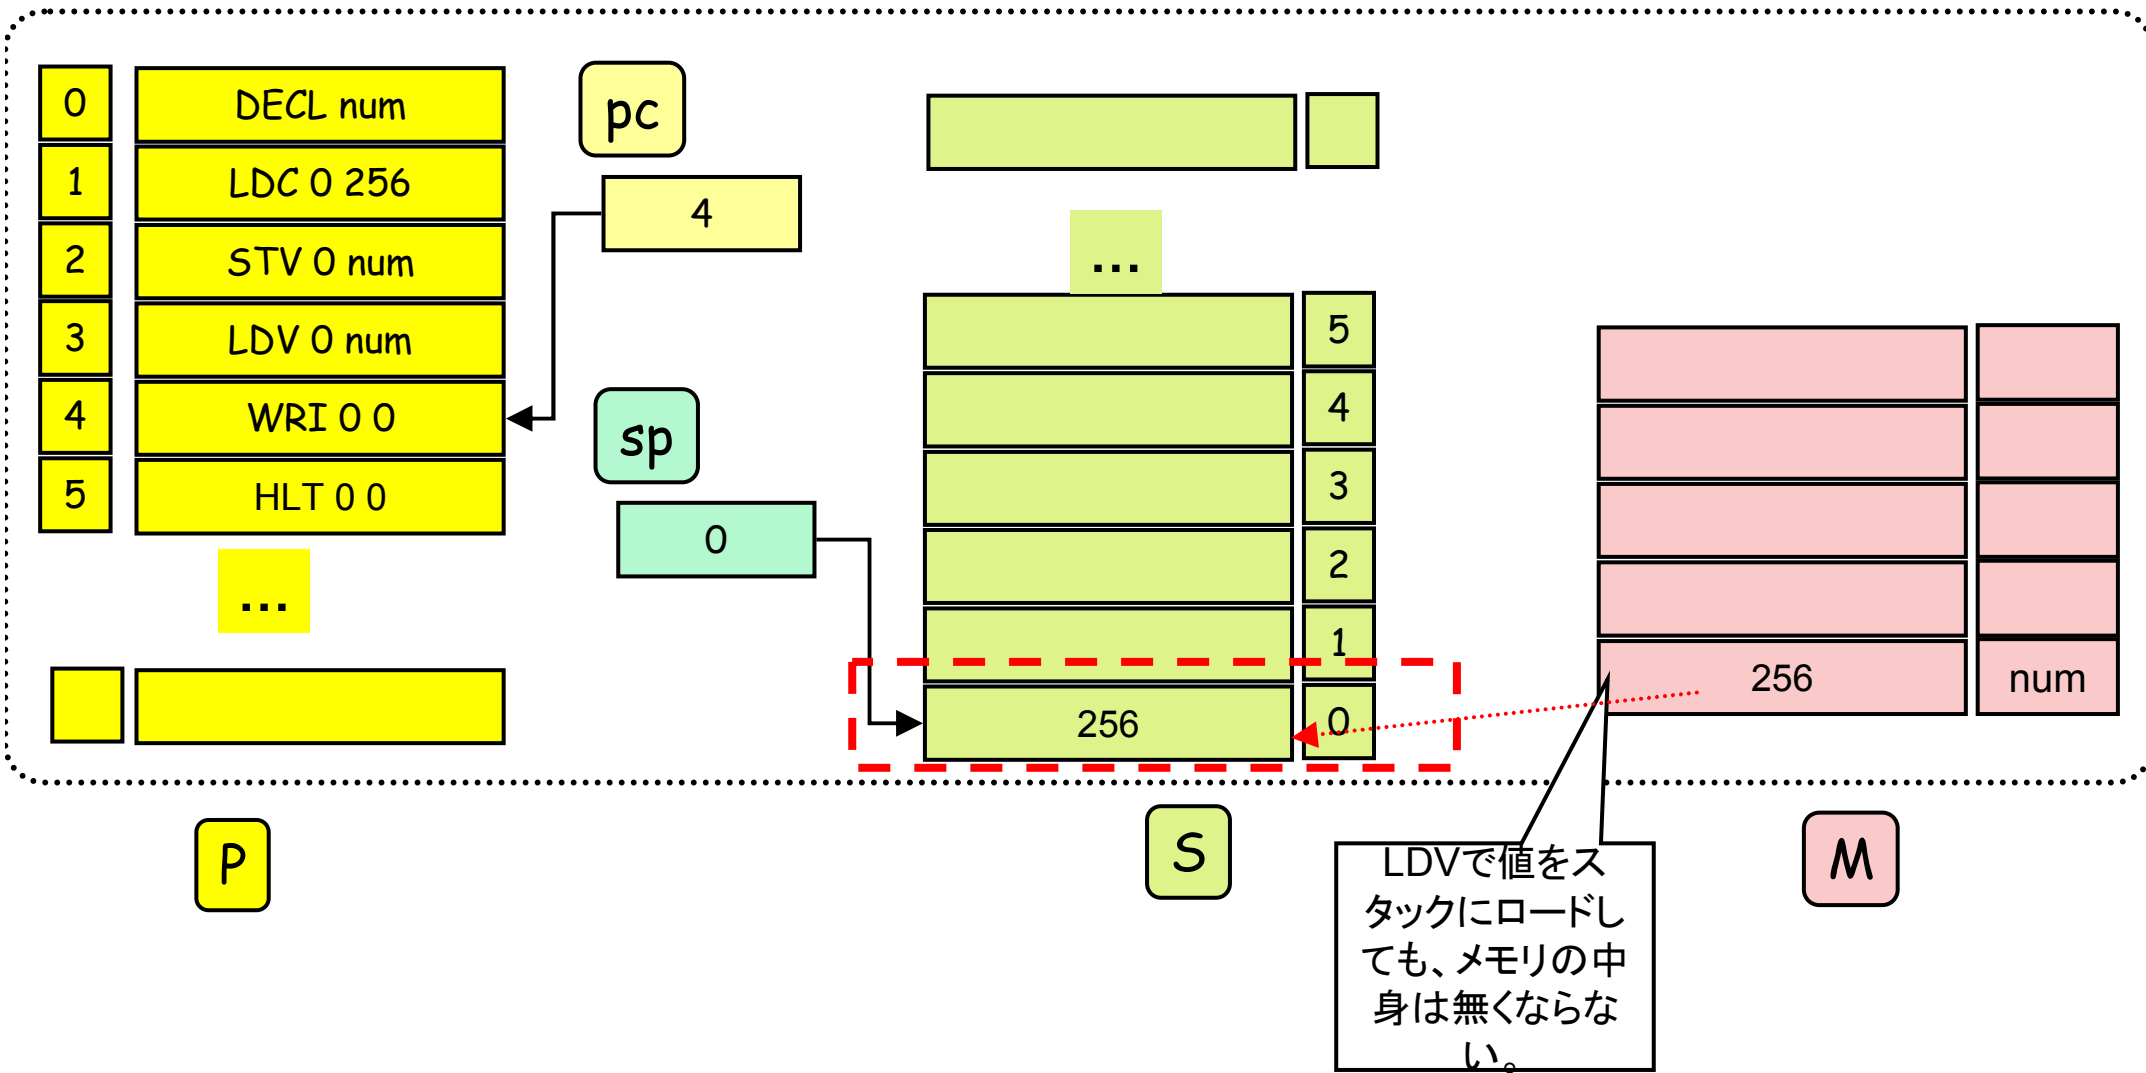 0 DECL num
1 LDC 0 256
2 STV 0 num
3 LDV 0 num
4 WRI 0 0
5 HLT 0 0
...
pc
4
sp
0
...
5
4
3
2
1
256 0
256 num
P
S
M
LDVで値をス
タックにロードし
ても、メモリの中
身は無くならな
い。